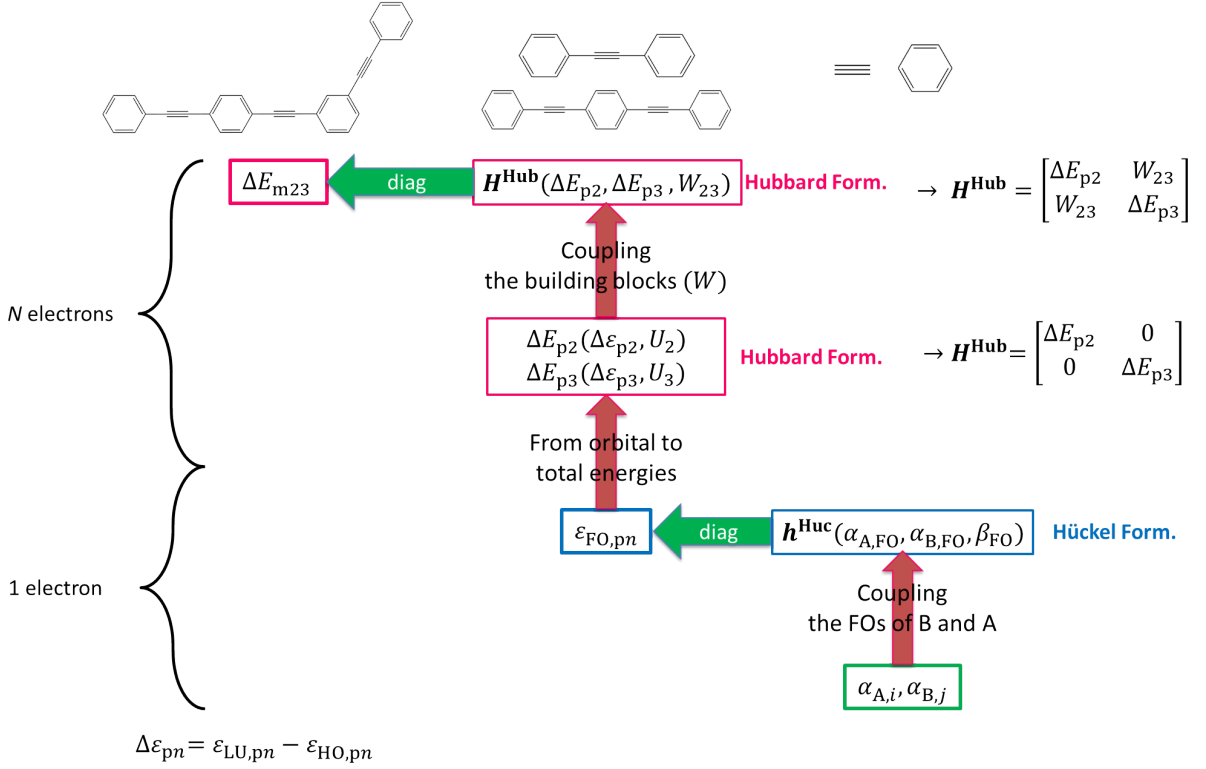 ΔE_m23
diag
H^Hub(ΔE_p2, ΔE_p3, W_23)
Hubbard Form.
→ H^Hub = [ΔE_p2 W_23
W_23 ΔE_p3]
Coupling
the building blocks (W)
N electrons
ΔE_p2(Δε_p2, U_2)
ΔE_p3(Δε_p3, U_3)
Hubbard Form.
→ H^Hub = [ΔE_p2 0
0 ΔE_p3]
From orbital to
total energies
ε_FO,pn
diag
h^Huc(α_A,FO, α_B,FO, β_FO)
Hückel Form.
1 electron
Coupling
the FOs of B and A
α_A,i, α_B,j
Δε_pn = ε_LU,pn − ε_HO,pn